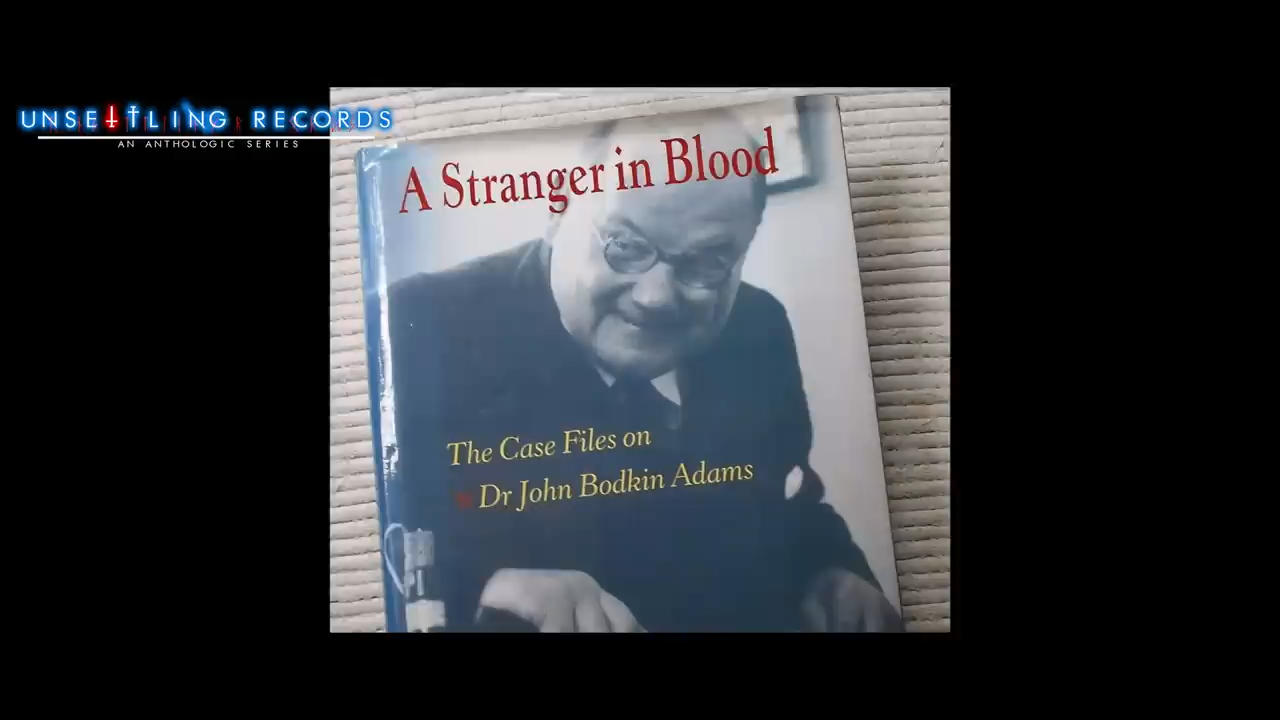 UNSETTLING RECORDS
AN ANTHOLOGIC SERIES
A Stranger in Blood
The Case Files on
Dr John Bodkin Adams